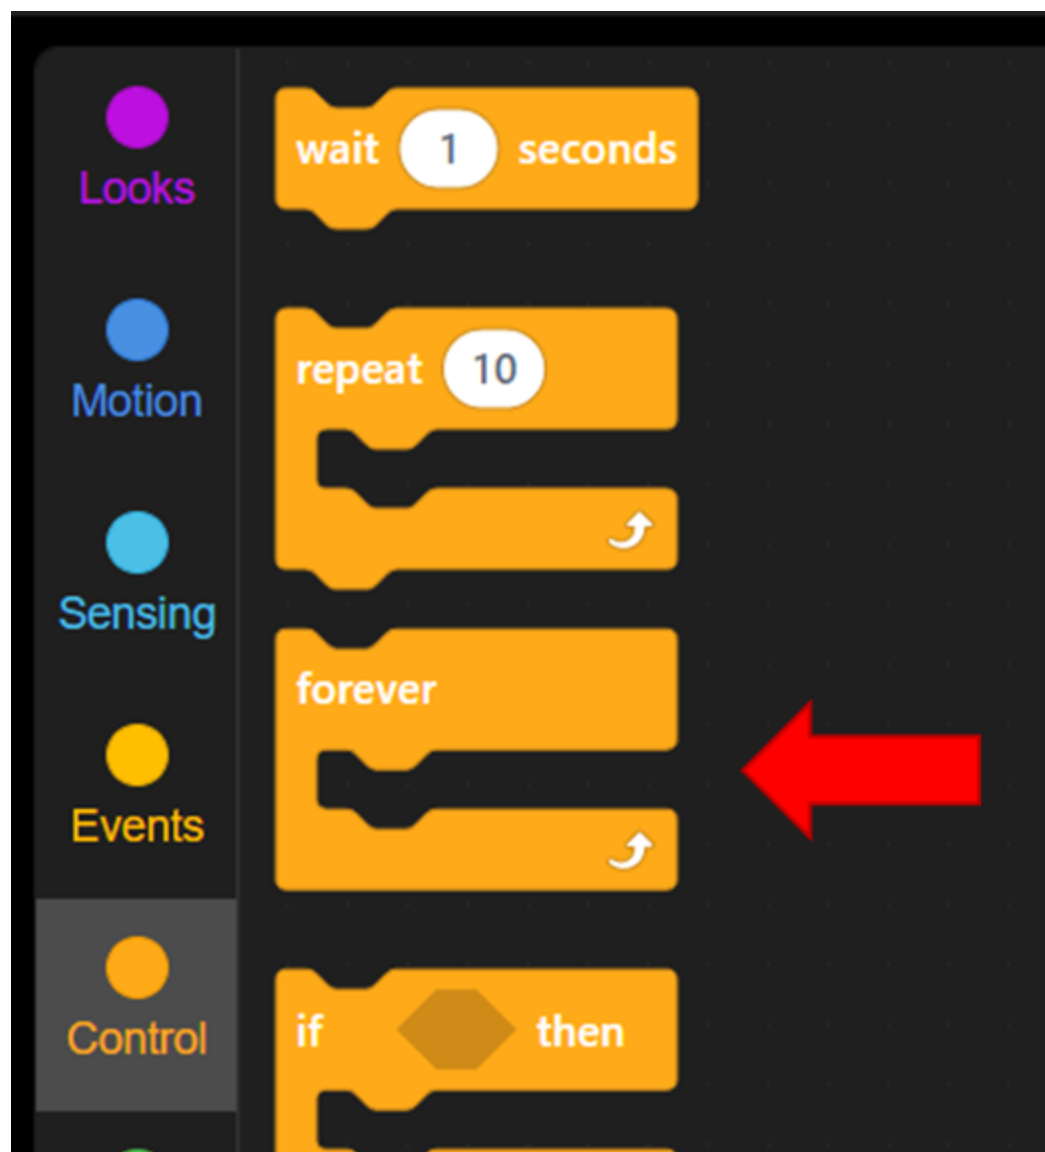 Looks
Motion
Sensing
Events
Control
wait 1 seconds
repeat 10
forever
if then